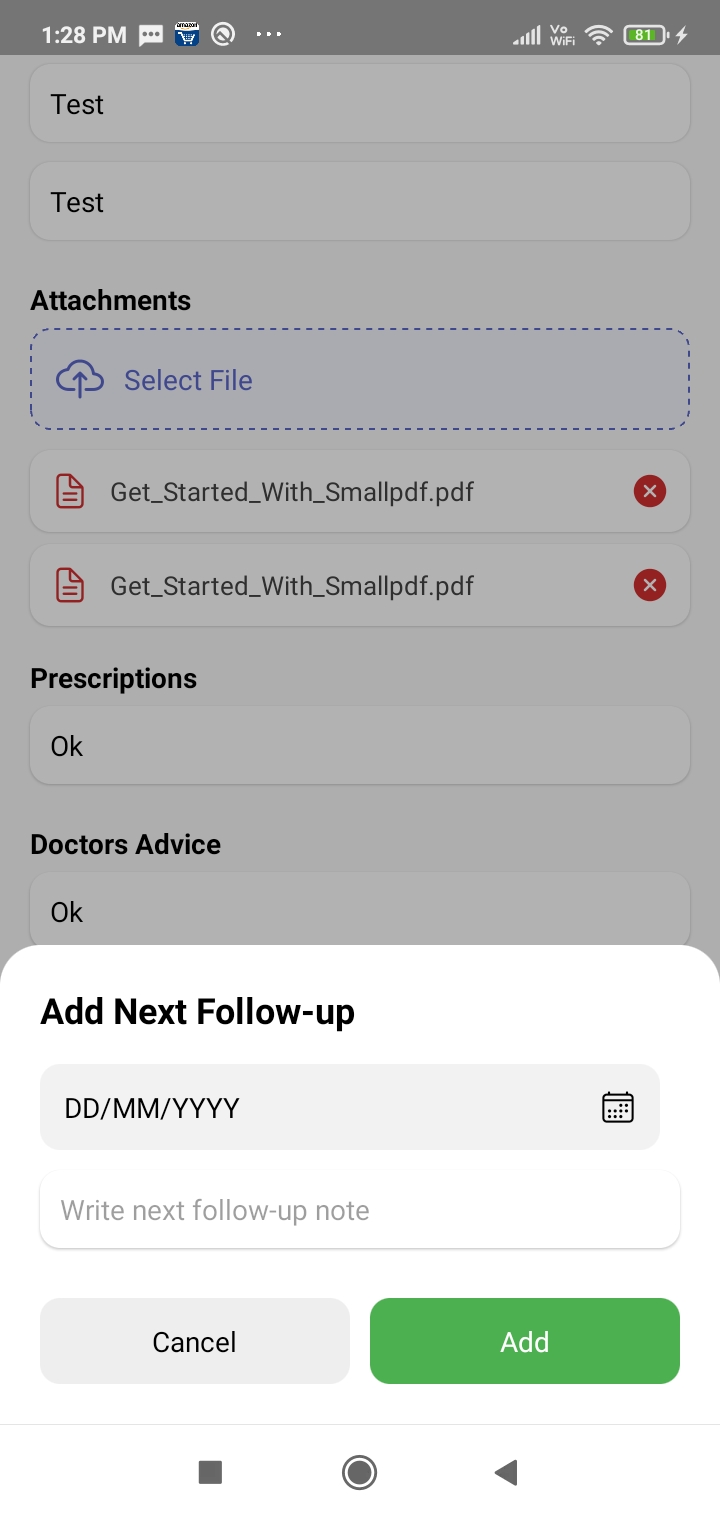 1:28 PM
Vo
WiFi
81
amazon
Test
Test
Attachments
Select File
Get_Started_With_Smallpdf.pdf
Get_Started_With_Smallpdf.pdf
Prescriptions
Ok
Doctors Advice
Ok
Add Next Follow-up
DD/MM/YYYY
Write next follow-up note
Cancel
Add